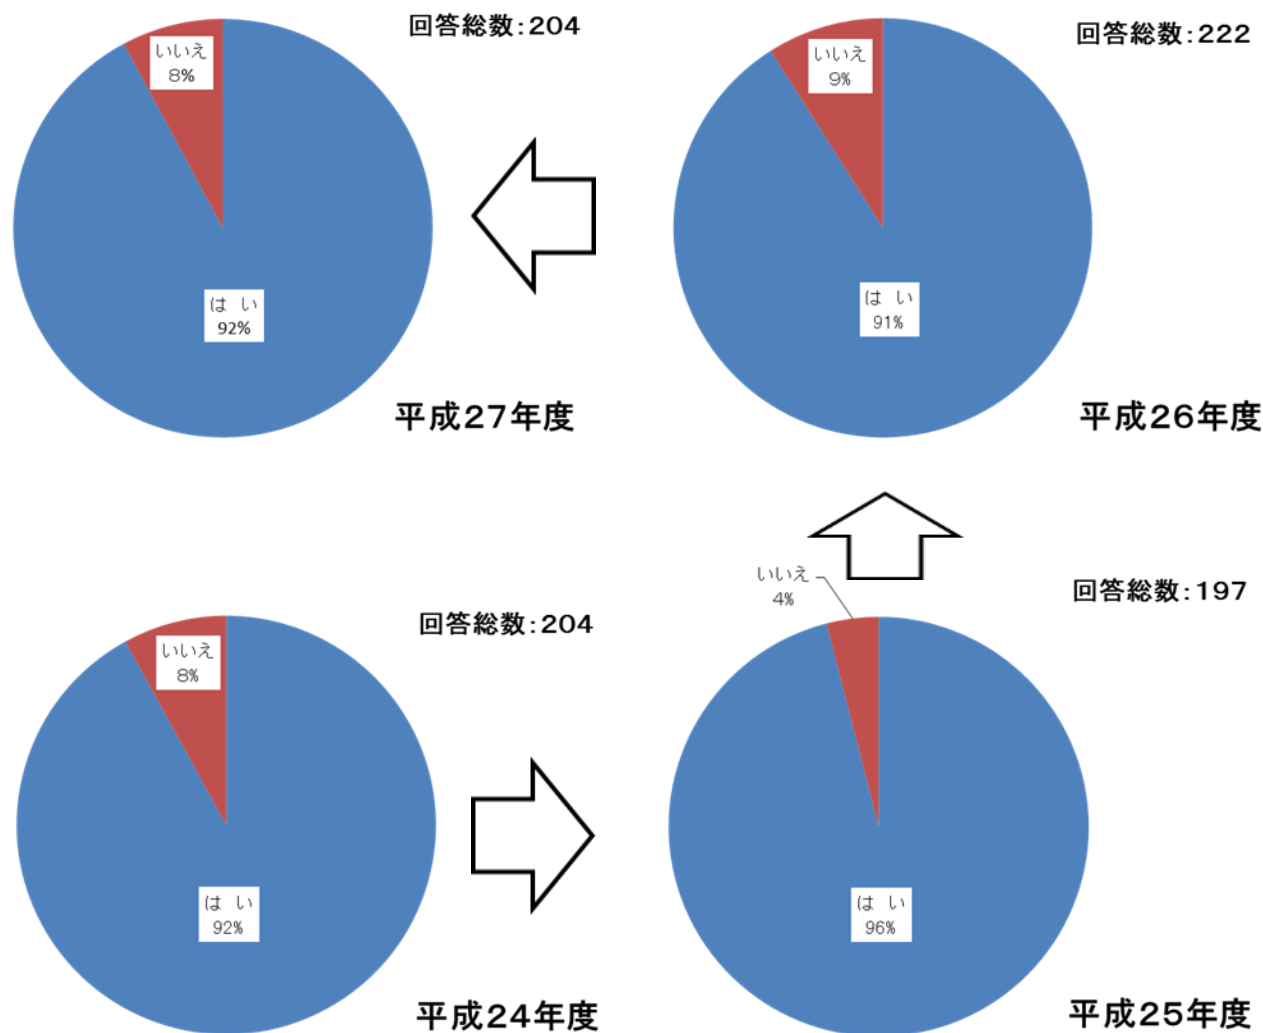 回答総数:204
いいえ
8%
は い
92%
平成27年度
回答総数:222
いいえ
9%
は い
91%
平成26年度
回答総数:204
いいえ
8%
は い
92%
平成24年度
回答総数:197
いいえ
4%
は い
96%
平成25年度